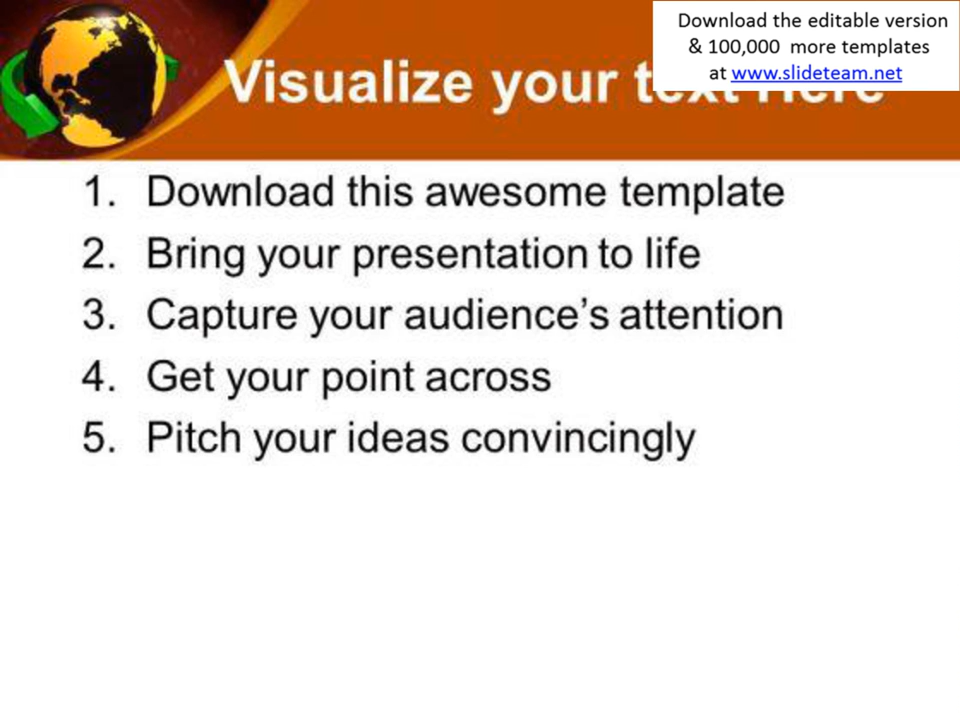 Download the editable version
& 100,000 more templates
at www.slideteam.net
Visualize your text Here
1. Download this awesome template
2. Bring your presentation to life
3. Capture your audience’s attention
4. Get your point across
5. Pitch your ideas convincingly